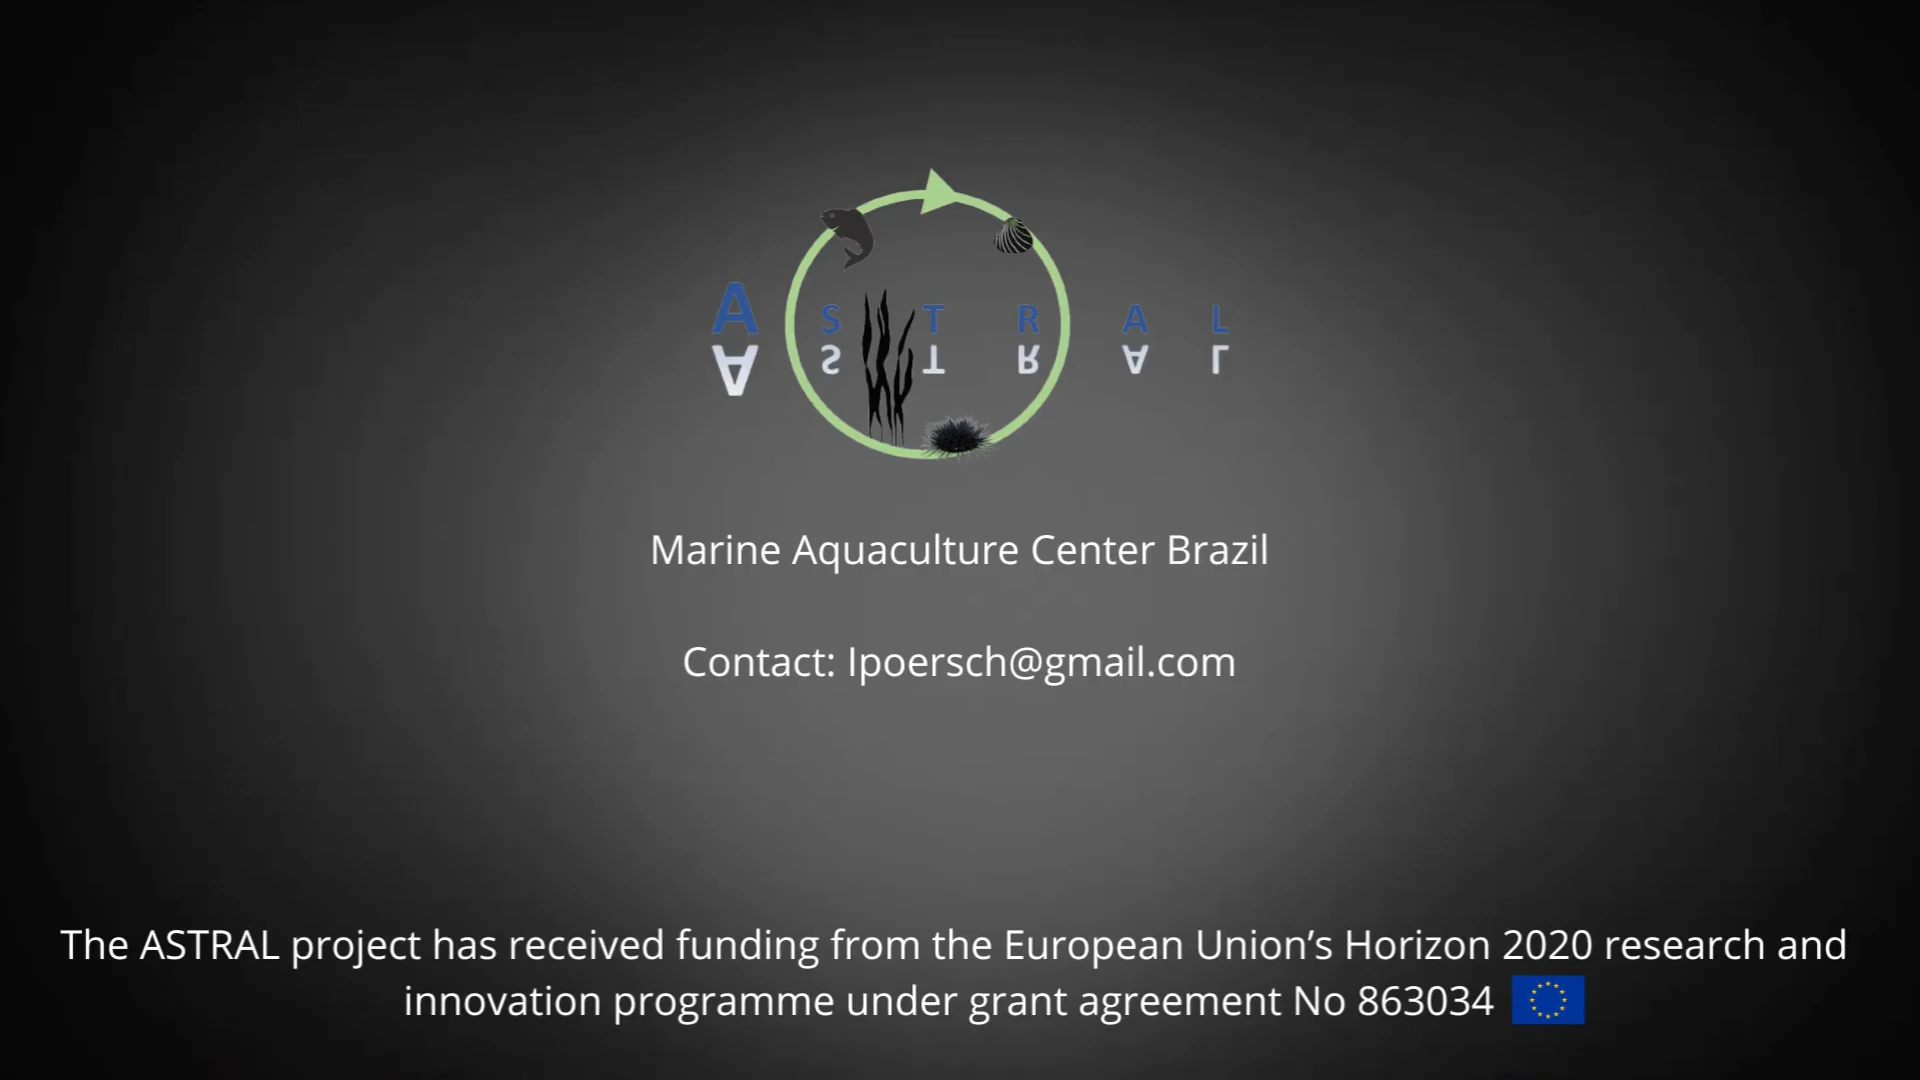 A S T R A L
Marine Aquaculture Center Brazil
Contact: lpoersch@gmail.com
The ASTRAL project has received funding from the European Union’s Horizon 2020 research and
innovation programme under grant agreement No 863034